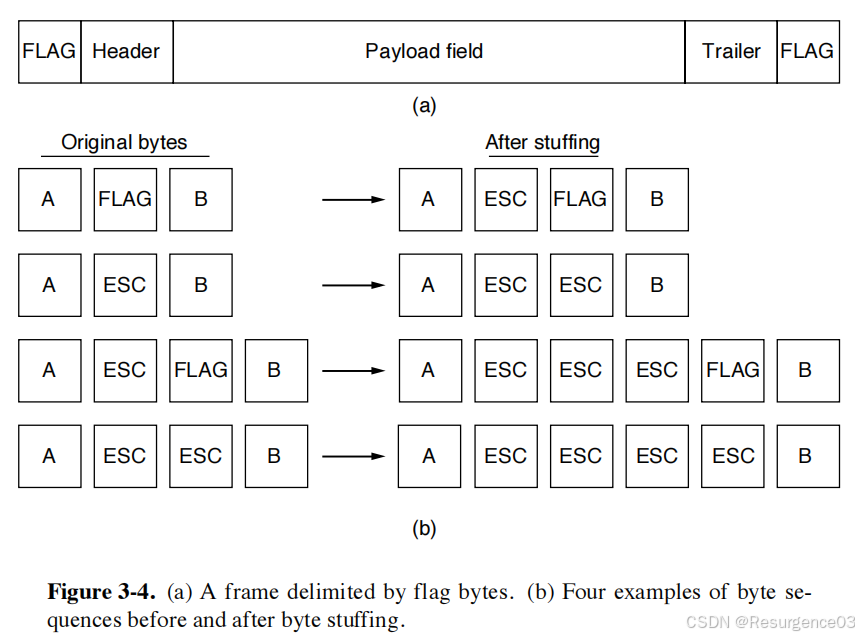 FLAG Header Payload field Trailer FLAG
(a)
Original bytes After stuffing
A FLAG B A ESC FLAG B
A ESC B A ESC ESC B
A ESC FLAG B A ESC ESC ESC FLAG B
A ESC ESC B A ESC ESC ESC ESC B
(b)
Figure 3-4. (a) A frame delimited by flag bytes. (b) Four examples of byte se-
quences before and after byte stuffing.
CSDN @Resurgence03